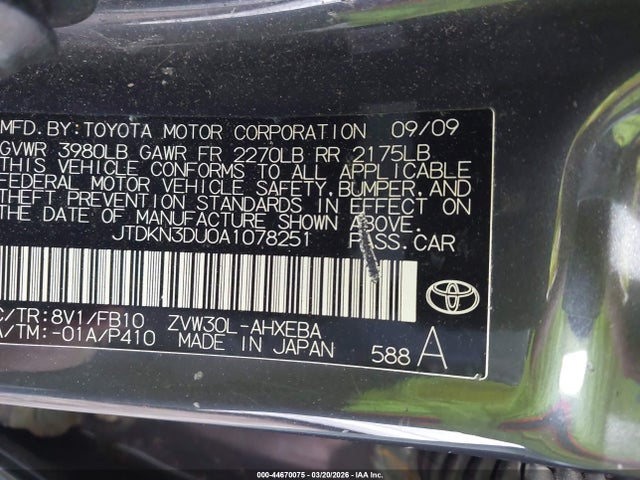 MFD. BY: TOYOTA MOTOR CORPORATION 09/09
GVWR 3980LB GAWR FR 2270LB RR 2175LB
THIS VEHICLE CONFORMS TO ALL APPLICABLE
FEDERAL MOTOR VEHICLE SAFETY, BUMPER, AND
THEFT PREVENTION STANDARDS IN EFFECT ON
THE DATE OF MANUFACTURE SHOWN ABOVE.
JTDKN3DU0A1078251 PASS. CAR
C/TR: 8V1/FB10 ZVW30L-AHXEBA
A/TM: -01A/P410 MADE IN JAPAN 588 A
000-44670075 | 03/20/2026 | IAA Inc.